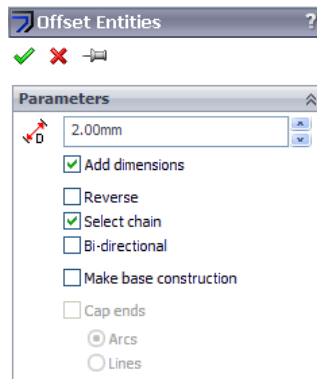 Offset Entities ?
Parameters
D 2.00mm
Add dimensions
Reverse
Select chain
Bi-directional
Make base construction
Cap ends
Arcs
Lines